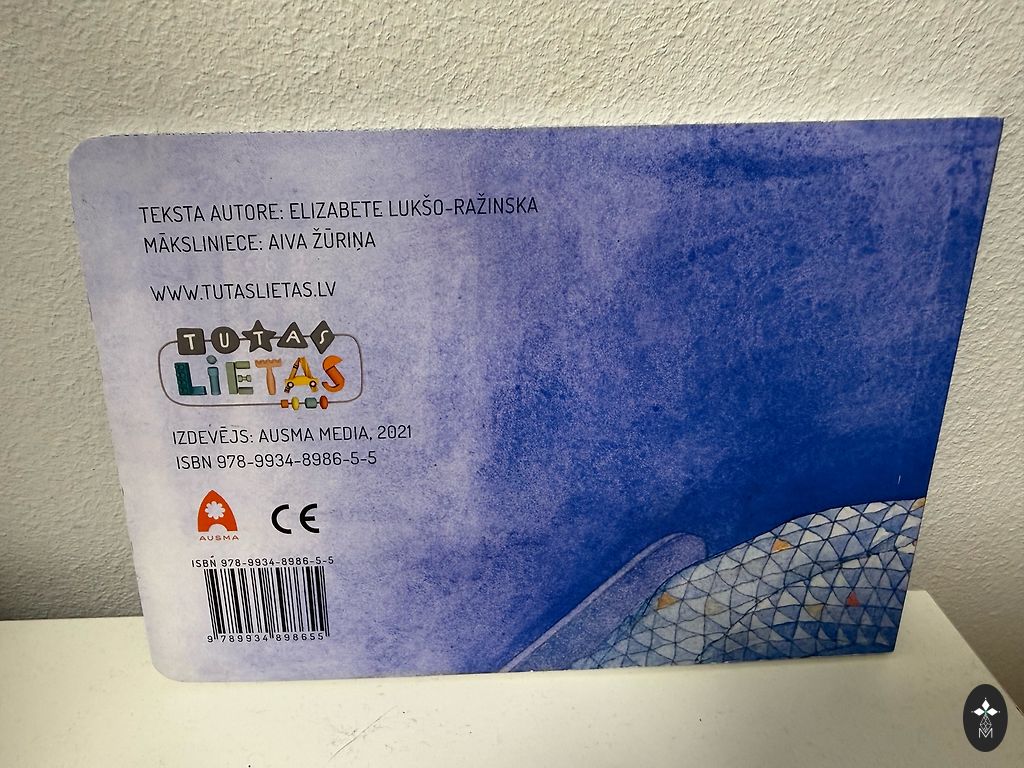 TEKSTA AUTORE: ELIZABETE LUKŠO-RAŽINSKA
MĀKSLINIECE: AIVA ŽŪRIŅA
WWW.TUTASLIETAS.LV
TUTAS
LIETAS
IZDEVĒJS: AUSMA MEDIA, 2021
ISBN 978-9934-8986-5-5
AUSMA
CE
ISBN 978-9934-8986-5-5
9 789934 898655
M